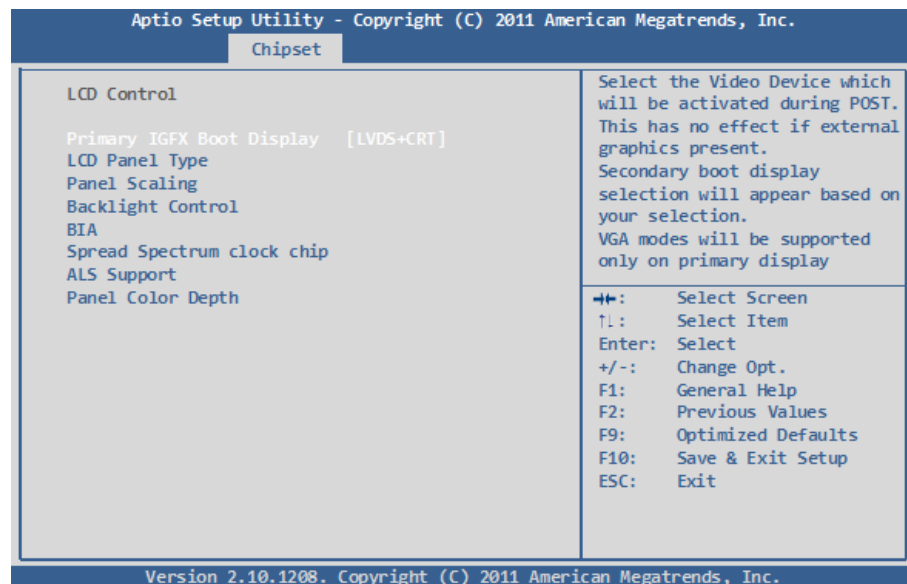 Aptio Setup Utility - Copyright (C) 2011 American Megatrends, Inc.
Chipset
LCD Control
Primary IGFX Boot Display [LVDS+CRT]
LCD Panel Type
Panel Scaling
Backlight Control
BIA
Spread Spectrum clock chip
ALS Support
Panel Color Depth
Select the Video Device which
will be activated during POST.
This has no effect if external
graphics present.
Secondary boot display
selection will appear based on
your selection.
VGA modes will be supported
only on primary display
→←: Select Screen
↑↓: Select Item
Enter: Select
+/-: Change Opt.
F1: General Help
F2: Previous Values
F9: Optimized Defaults
F10: Save & Exit Setup
ESC: Exit
Version 2.10.1208. Copyright (C) 2011 American Megatrends, Inc.